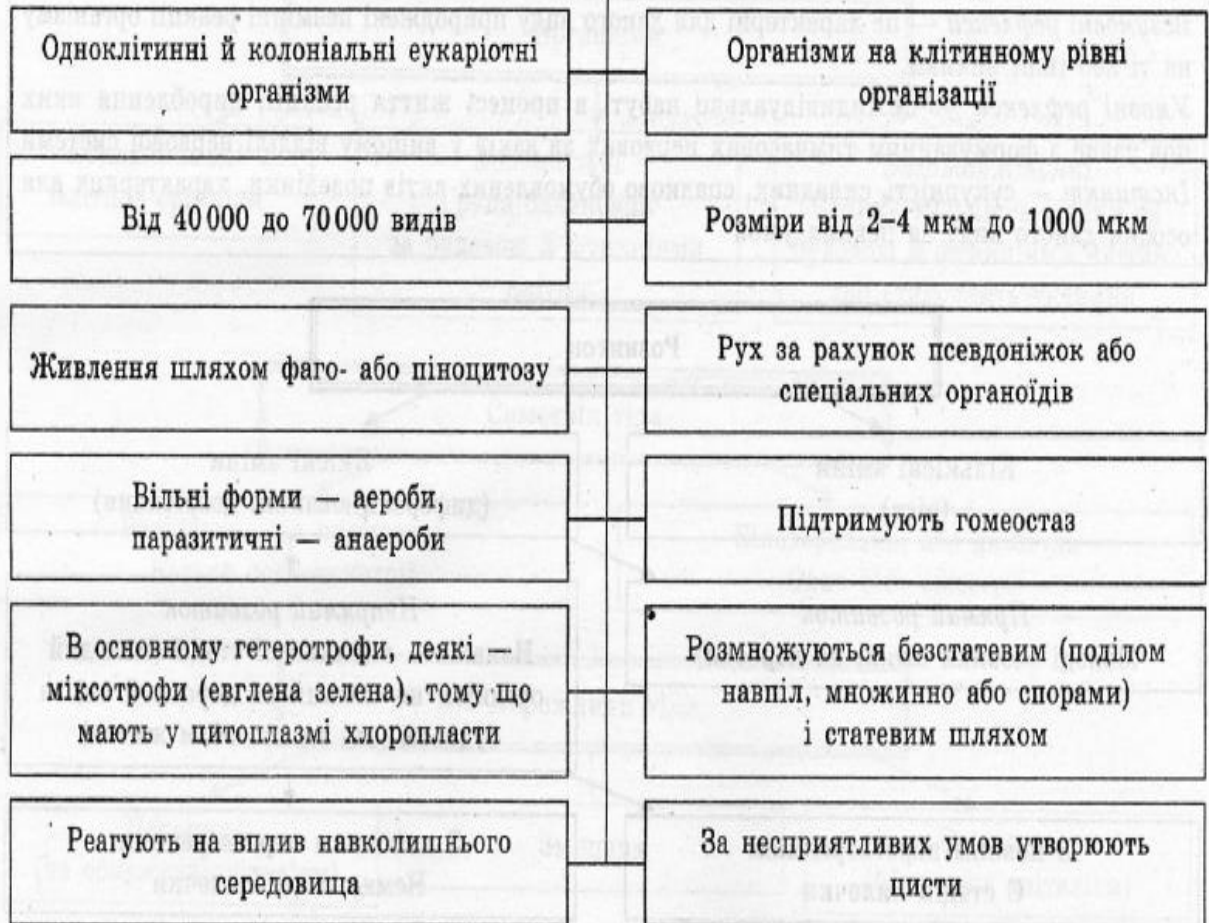 Одноклітинні й колоніальні еукаріотні
організми
Організми на клітинному рівні
організації
Від 40 000 до 70 000 видів
Розміри від 2–4 мкм до 1000 мкм
Живлення шляхом фаго- або піноцитозу
Рух за рахунок псевдоніжок або
спеціальних органоїдів
Вільні форми — аероби,
паразитичні — анаероби
Підтримують гомеостаз
В основному гетеротрофи, деякі —
міксотрофи (евглена зелена), тому що
мають у цитоплазмі хлоропласти
Розмножуються безстатевим (поділом
навпіл, множинно або спорами)
і статевим шляхом
Реагують на вплив навколишнього
середовища
За несприятливих умов утворюють
цисти